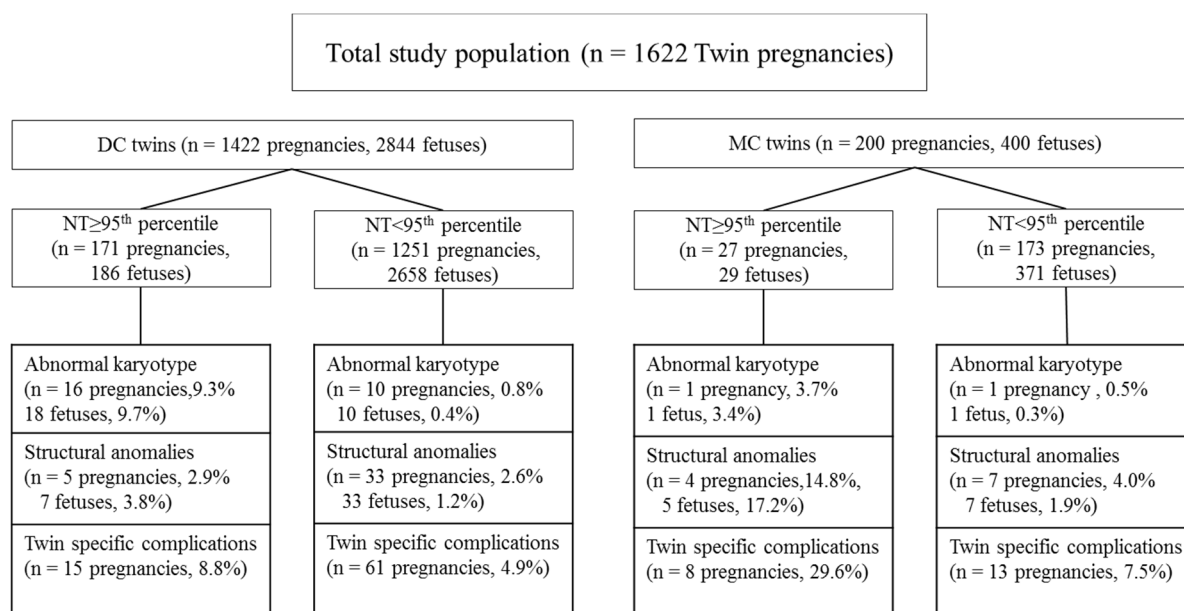 Total study population (n = 1622 Twin pregnancies)
DC twins (n = 1422 pregnancies, 2844 fetuses)
NT≥95th percentile
(n = 171 pregnancies,
186 fetuses)
Abnormal karyotype
(n = 16 pregnancies,9.3%
18 fetuses, 9.7%)
Structural anomalies
(n = 5 pregnancies, 2.9%
7 fetuses, 3.8%)
Twin specific complications
(n = 15 pregnancies, 8.8%)
NT<95th percentile
(n = 1251 pregnancies,
2658 fetuses)
Abnormal karyotype
(n = 10 pregnancies, 0.8%
10 fetuses, 0.4%)
Structural anomalies
(n = 33 pregnancies, 2.6%
33 fetuses, 1.2%)
Twin specific complications
(n = 61 pregnancies, 4.9%)
MC twins (n = 200 pregnancies, 400 fetuses)
NT≥95th percentile
(n = 27 pregnancies,
29 fetuses)
Abnormal karyotype
(n = 1 pregnancy, 3.7%
1 fetus, 3.4%)
Structural anomalies
(n = 4 pregnancies,14.8%,
5 fetuses, 17.2%)
Twin specific complications
(n = 8 pregnancies, 29.6%)
NT<95th percentile
(n = 173 pregnancies,
371 fetuses)
Abnormal karyotype
(n = 1 pregnancy , 0.5%
1 fetus, 0.3%)
Structural anomalies
(n = 7 pregnancies, 4.0%
7 fetuses, 1.9%)
Twin specific complications
(n = 13 pregnancies, 7.5%)